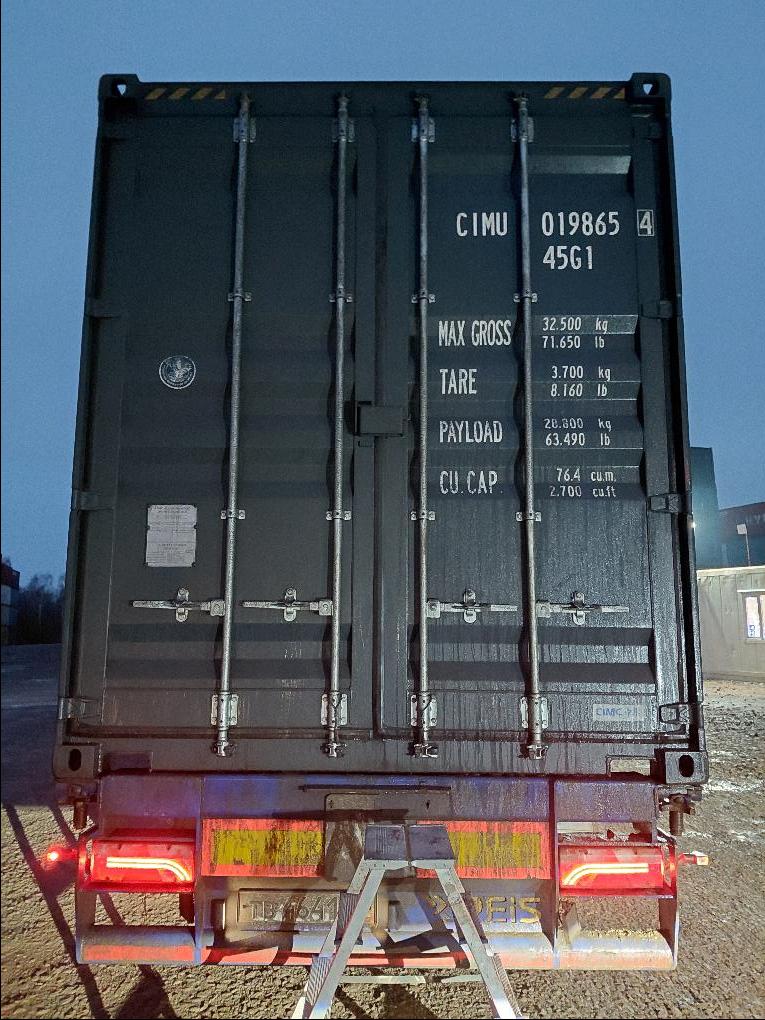 CIMU 019865 4
45G1
MAX GROSS 32.500 kg
71.650 lb
TARE 3.700 kg
8.160 lb
PAYLOAD 28.800 kg
63.490 lb
CU.CAP. 76.4 cu.m.
2.700 cu.ft
CIMC